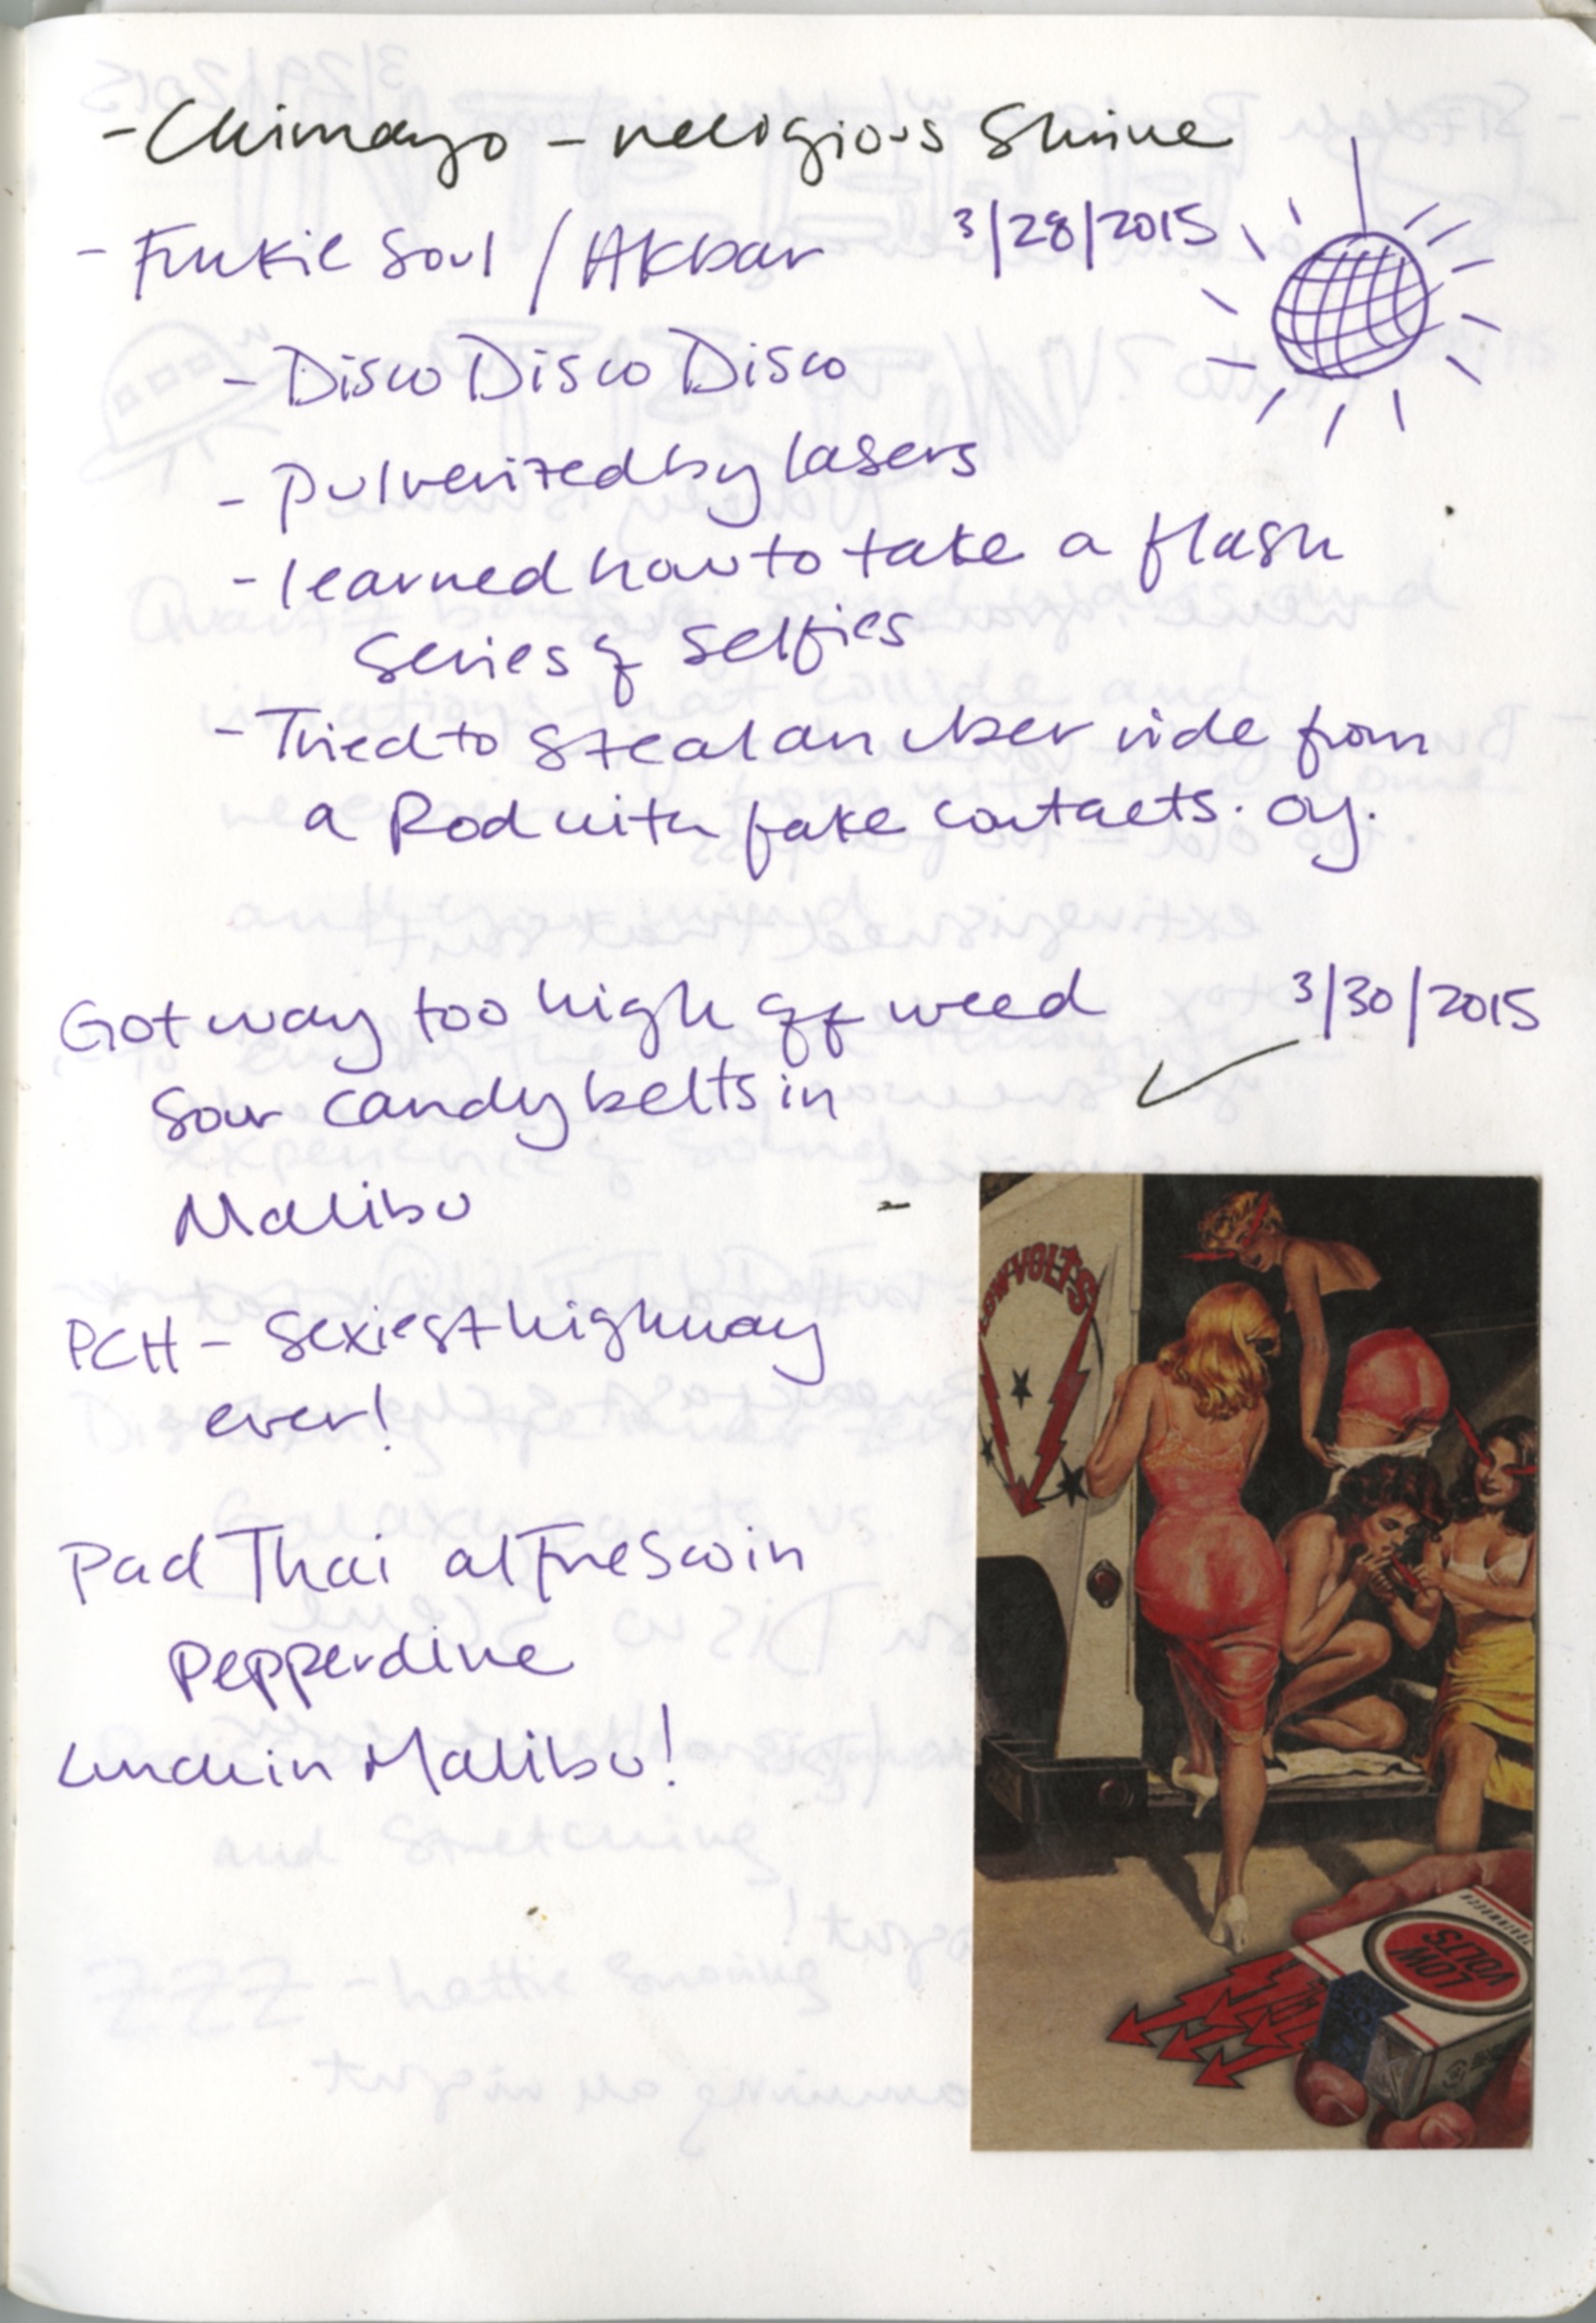 - Chimayo - religious Shrine
- Funkie Soul / Akbar 3/28/2015
- Disco Disco Disco
- pulverized by lasers
- learned how to take a flash
series of selfies
- Tried to steal an uber ride from
a Rod with fake contacts. oy.
Got way too high off weed 3/30/2015
sour candy belts in
Malibu
PCH - sexiest highway
ever!
Pad Thai al Fresco in
Pepperdine
Lunch in Malibu!
LOW VOLTS
LOW
VOLTS